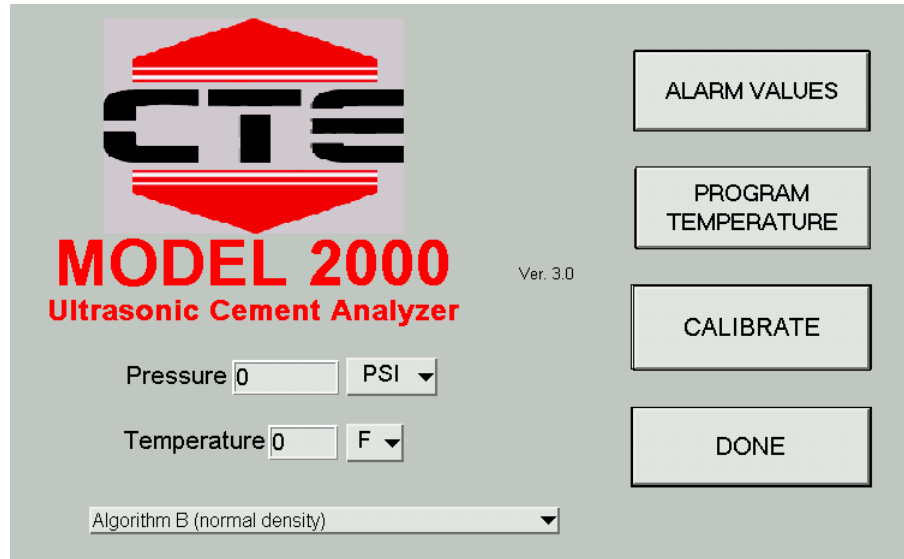 CTE
MODEL 2000
Ultrasonic Cement Analyzer
Ver. 3.0
Pressure 0 PSI
Temperature 0 F
Algorithm B (normal density)
ALARM VALUES
PROGRAM
TEMPERATURE
CALIBRATE
DONE